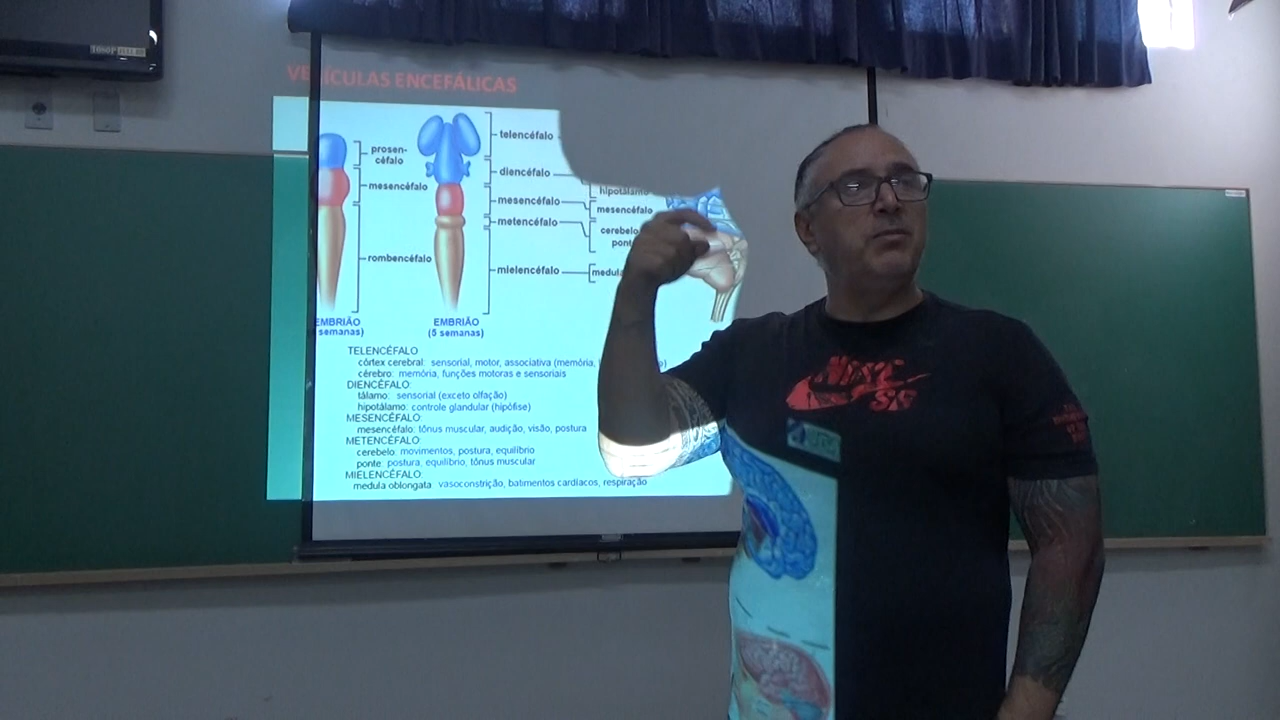 VESÍCULAS ENCEFÁLICAS
prosen-
céfalo
mesencéfalo
rombencéfalo
EMBRIÃO
semanas)
telencéfalo
diencéfalo
mesencéfalo
metencéfalo
mielencéfalo
EMBRIÃO
(5 semanas)
hipotálamo
mesencéfalo
cerebelo
ponte
medula
TELENCÉFALO
córtex cerebral: sensorial, motor, associativa (memória,
cérebro: memória, funções motoras e sensoriais
DIENCÉFALO:
tálamo: sensorial (exceto olfação)
hipotálamo: controle glandular (hipófise)
MESENCÉFALO:
mesencéfalo: tônus muscular, audição, visão, postura
METENCÉFALO:
cerebelo: movimentos, postura, equilíbrio
ponte: postura, equilíbrio, tônus muscular
MIELENCÉFALO:
medula oblongata: vasoconstrição, batimentos cardíacos, respiração
NIKE
SB